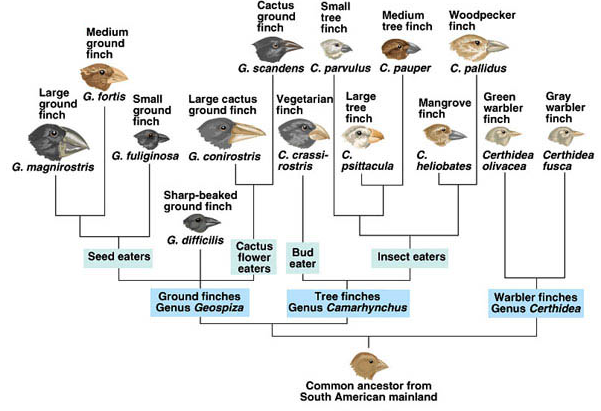 Cactus
ground
finch
G. scandens
Small
tree
finch
C. parvulus
Medium
tree finch
C. pauper
Woodpecker
finch
C. pallidus
Medium
ground
finch
G. fortis
Large
ground
finch
G. magnirostris
Small
ground
finch
G. fuliginosa
Large cactus
ground finch
G. conirostris
Vegetarian
finch
C. crassi-
rostris
Large
tree
finch
C.
psittacula
Mangrove
finch
C.
heliobates
Green
warbler
finch
Certhidea
olivacea
Gray
warbler
finch
Certhidea
fusca
Sharp-beaked
ground finch
G. difficilis
Seed eaters
Cactus
flower
eaters
Bud
eater
Insect eaters
Ground finches
Genus Geospiza
Tree finches
Genus Camarhynchus
Warbler finches
Genus Certhidea
Common ancestor from
South American mainland